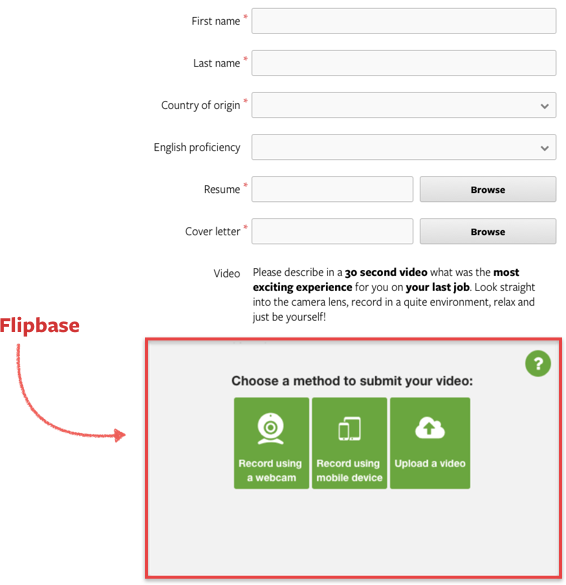 First name *
Last name *
Country of origin *
English proficiency
Resume * Browse
Cover letter * Browse
Video Please describe in a 30 second video what was the most
exciting experience for you on your last job. Look straight
into the camera lens, record in a quite environment, relax and
just be yourself!
Flipbase
?
Choose a method to submit your video:
Record using
a webcam
Record using
mobile device
Upload a video